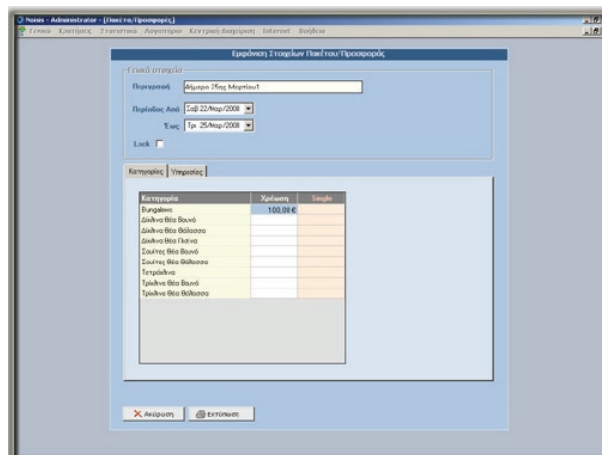 Noisis - Administrator - [Πακέτα/Προσφορές]
Γενικά Κρατήσεις Στατιστικά Λογιστήριο Κεντρική Διαχείριση Internet Βοήθεια
Εμφάνιση Στοιχείων Πακέτου/Προσφοράς
Γενικά στοιχεία
Περιγραφή 4ήμερο 25ης Μαρτίου1
Περίοδος Από Σαβ 22/Μαρ/2008
Έως Τρι 25/Μαρ/2008
Lock
Κατηγορίες Υπηρεσίες
Κατηγορία Χρέωση Single
Bungalows 100,00 €
Δίκλινα Θέα Βουνό
Δίκλινα Θέα Θάλασσα
Δίκλινα Θέα Πισίνα
Σουίτες Θέα Βουνό
Σουίτες Θέα Θάλασσα
Τετράκλινα
Τρίκλινα Θέα Βουνό
Τρίκλινα Θέα Θάλασσα
Ακύρωση Εκτύπωση